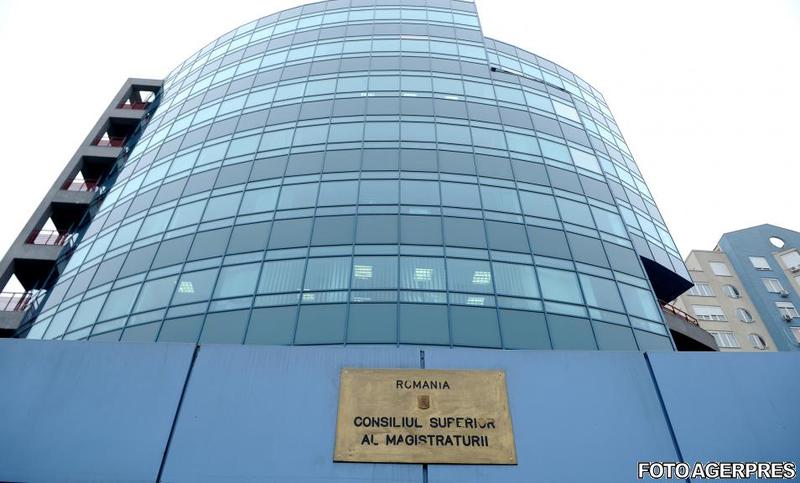 ROMANIA
CONSILIUL SUPERIOR
AL MAGISTRATURII
FOTO AGERPRES